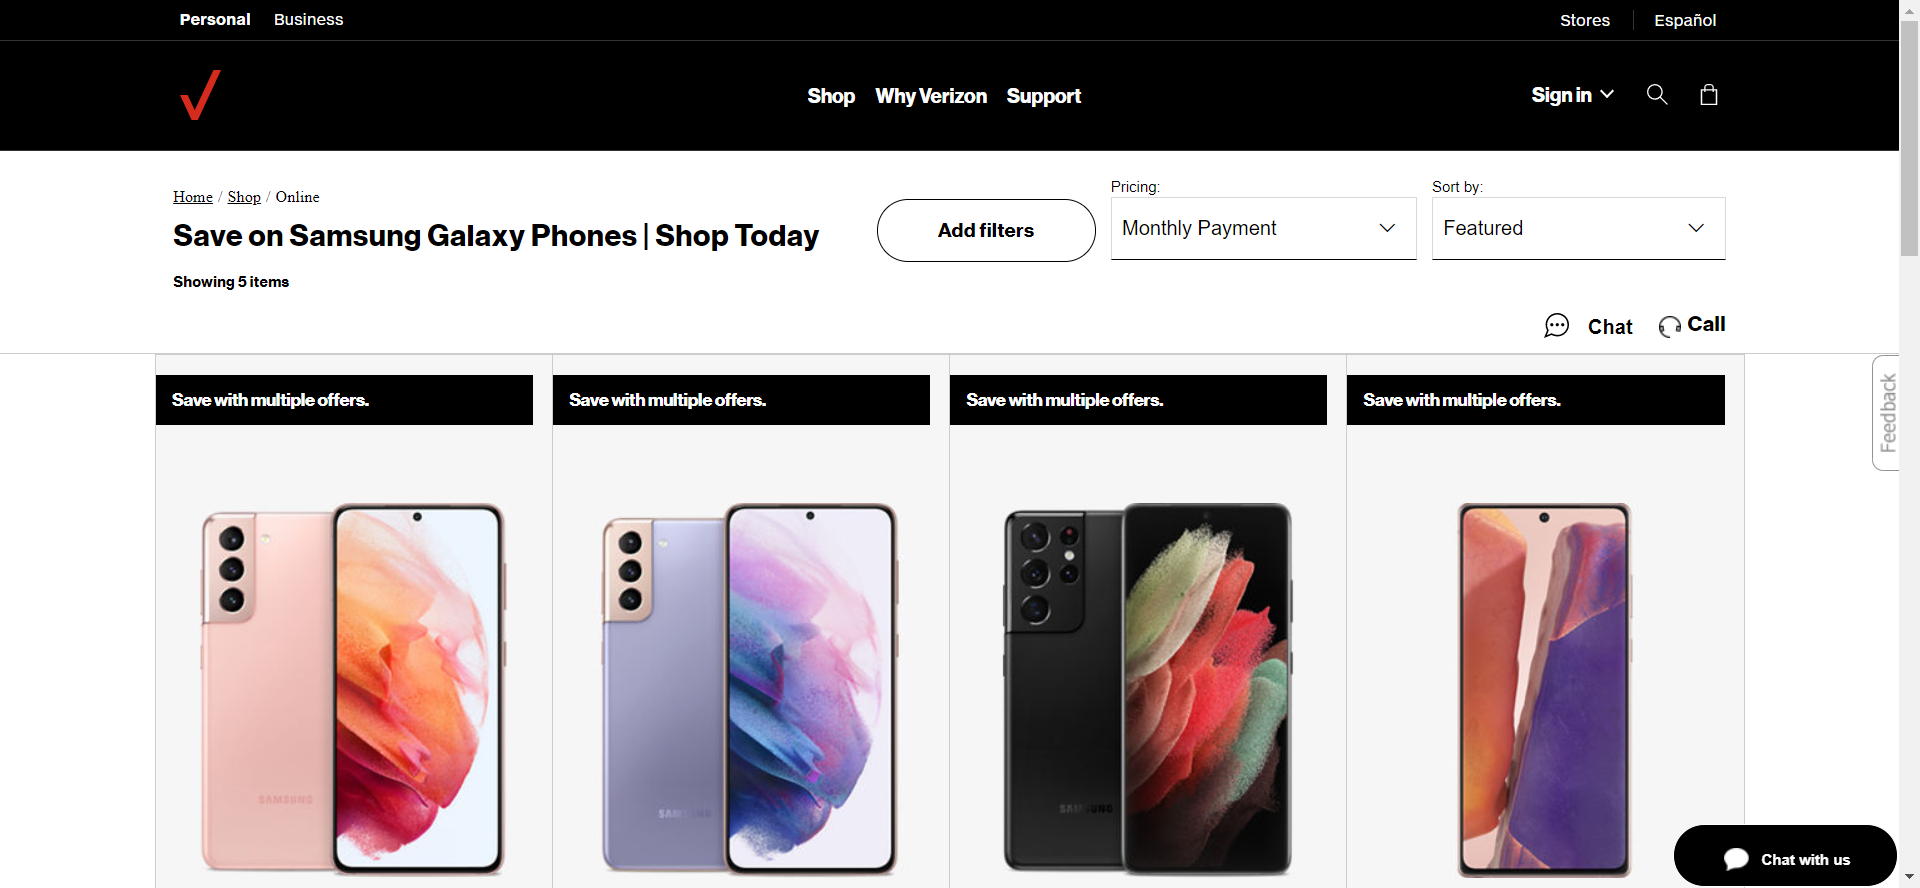 Personal Business
Stores Español
Shop Why Verizon Support
Sign in
Home / Shop / Online
Save on Samsung Galaxy Phones | Shop Today
Showing 5 items
Add filters
Pricing:
Monthly Payment
Sort by:
Featured
Chat Call
Feedback
Save with multiple offers.
Save with multiple offers.
Save with multiple offers.
Save with multiple offers.
SAMSUNG
SAMSUNG
SAMSUNG
Chat with us